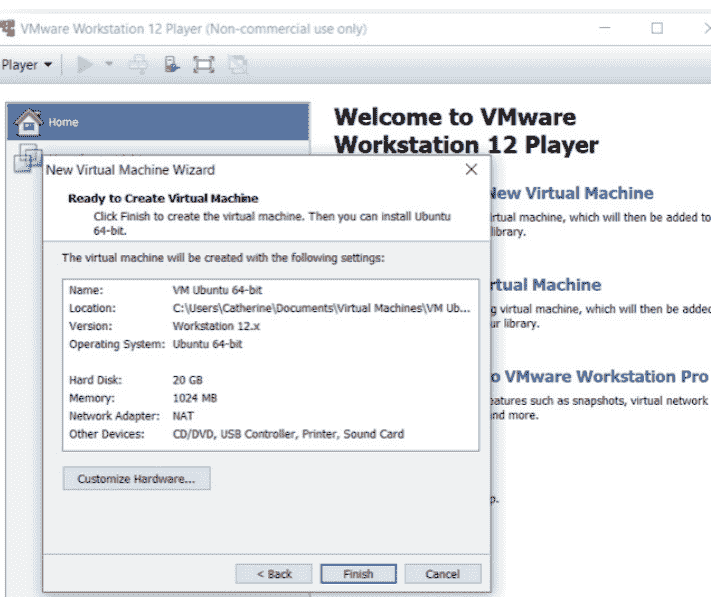 VMware Workstation 12 Player (Non-commercial use only)
Player
Home
Welcome to VMware
Workstation 12 Player
New Virtual Machine
rtual machine, which will then be added to
library.
rtual Machine
g virtual machine, which will then be added
ur library.
o VMware Workstation Pro
eatures such as snapshots, virtual network
nd more.
p.
New Virtual Machine Wizard
Ready to Create Virtual Machine
Click Finish to create the virtual machine. Then you can install Ubuntu
64-bit.
The virtual machine will be created with the following settings:
Name: VM Ubuntu 64-bit
Location: C:\Users\Catherine\Documents\Virtual Machines\VM Ub...
Version: Workstation 12.x
Operating System: Ubuntu 64-bit
Hard Disk: 20 GB
Memory: 1024 MB
Network Adapter: NAT
Other Devices: CD/DVD, USB Controller, Printer, Sound Card
Customize Hardware...
< Back
Finish
Cancel